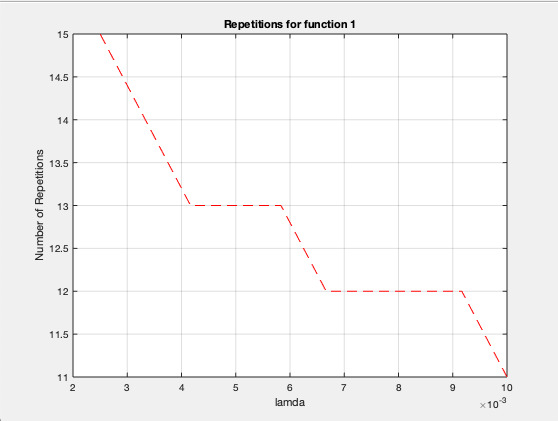 Repetitions for function 1
15
14.5
14
13.5
13
12.5
12
11.5
11
Number of Repetitions
2 3 4 5 6 7 8 9 10
lamda
×10⁻³